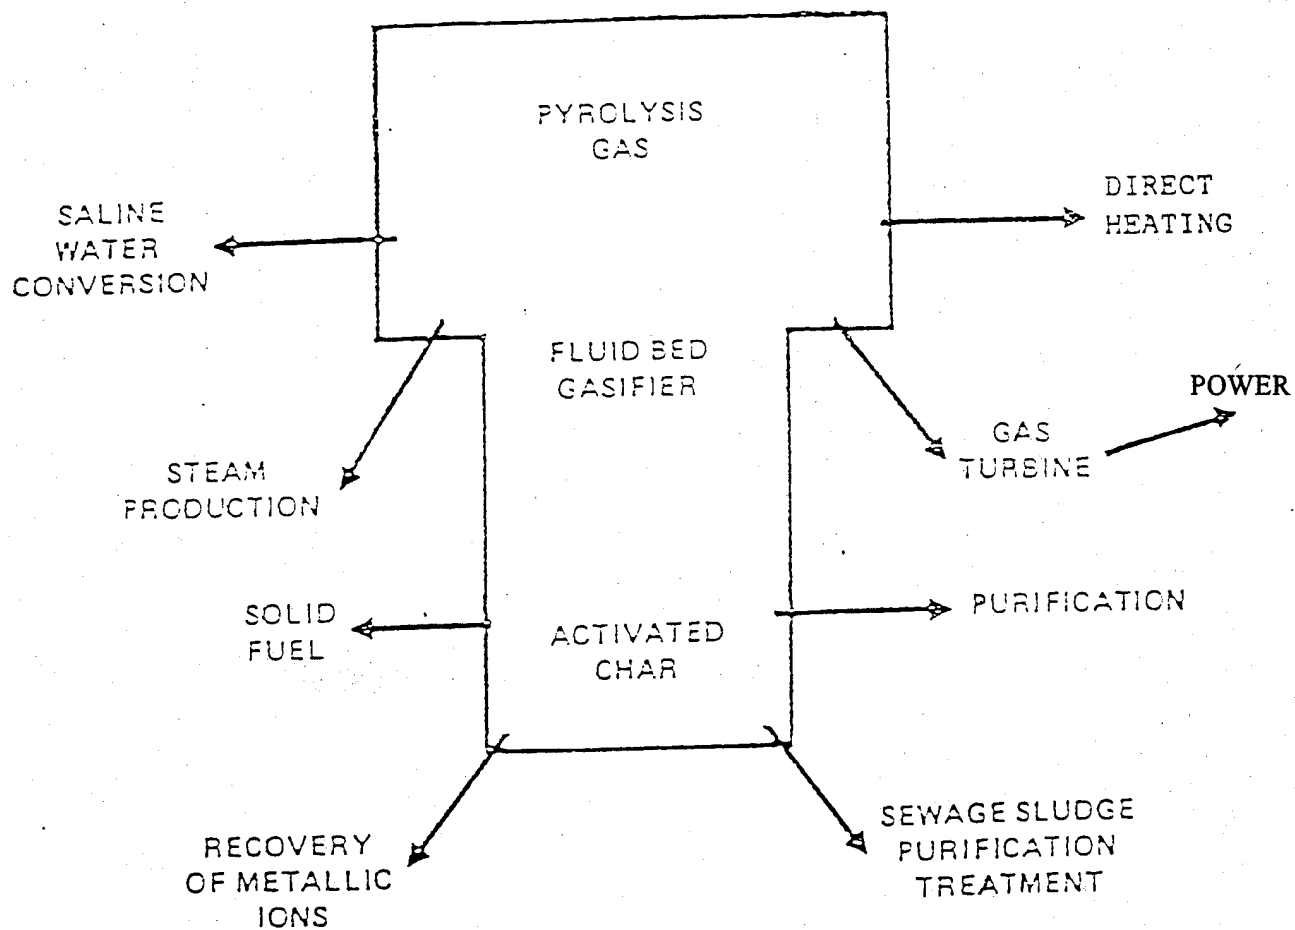 PYROLYSIS
GAS
DIRECT
HEATING
SALINE
WATER
CONVERSION
FLUID BED
GASIFIER
POWER
GAS
TURBINE
STEAM
PRODUCTION
PURIFICATION
SOLID
FUEL
ACTIVATED
CHAR
SEWAGE SLUDGE
PURIFICATION
TREATMENT
RECOVERY
OF METALLIC
IONS